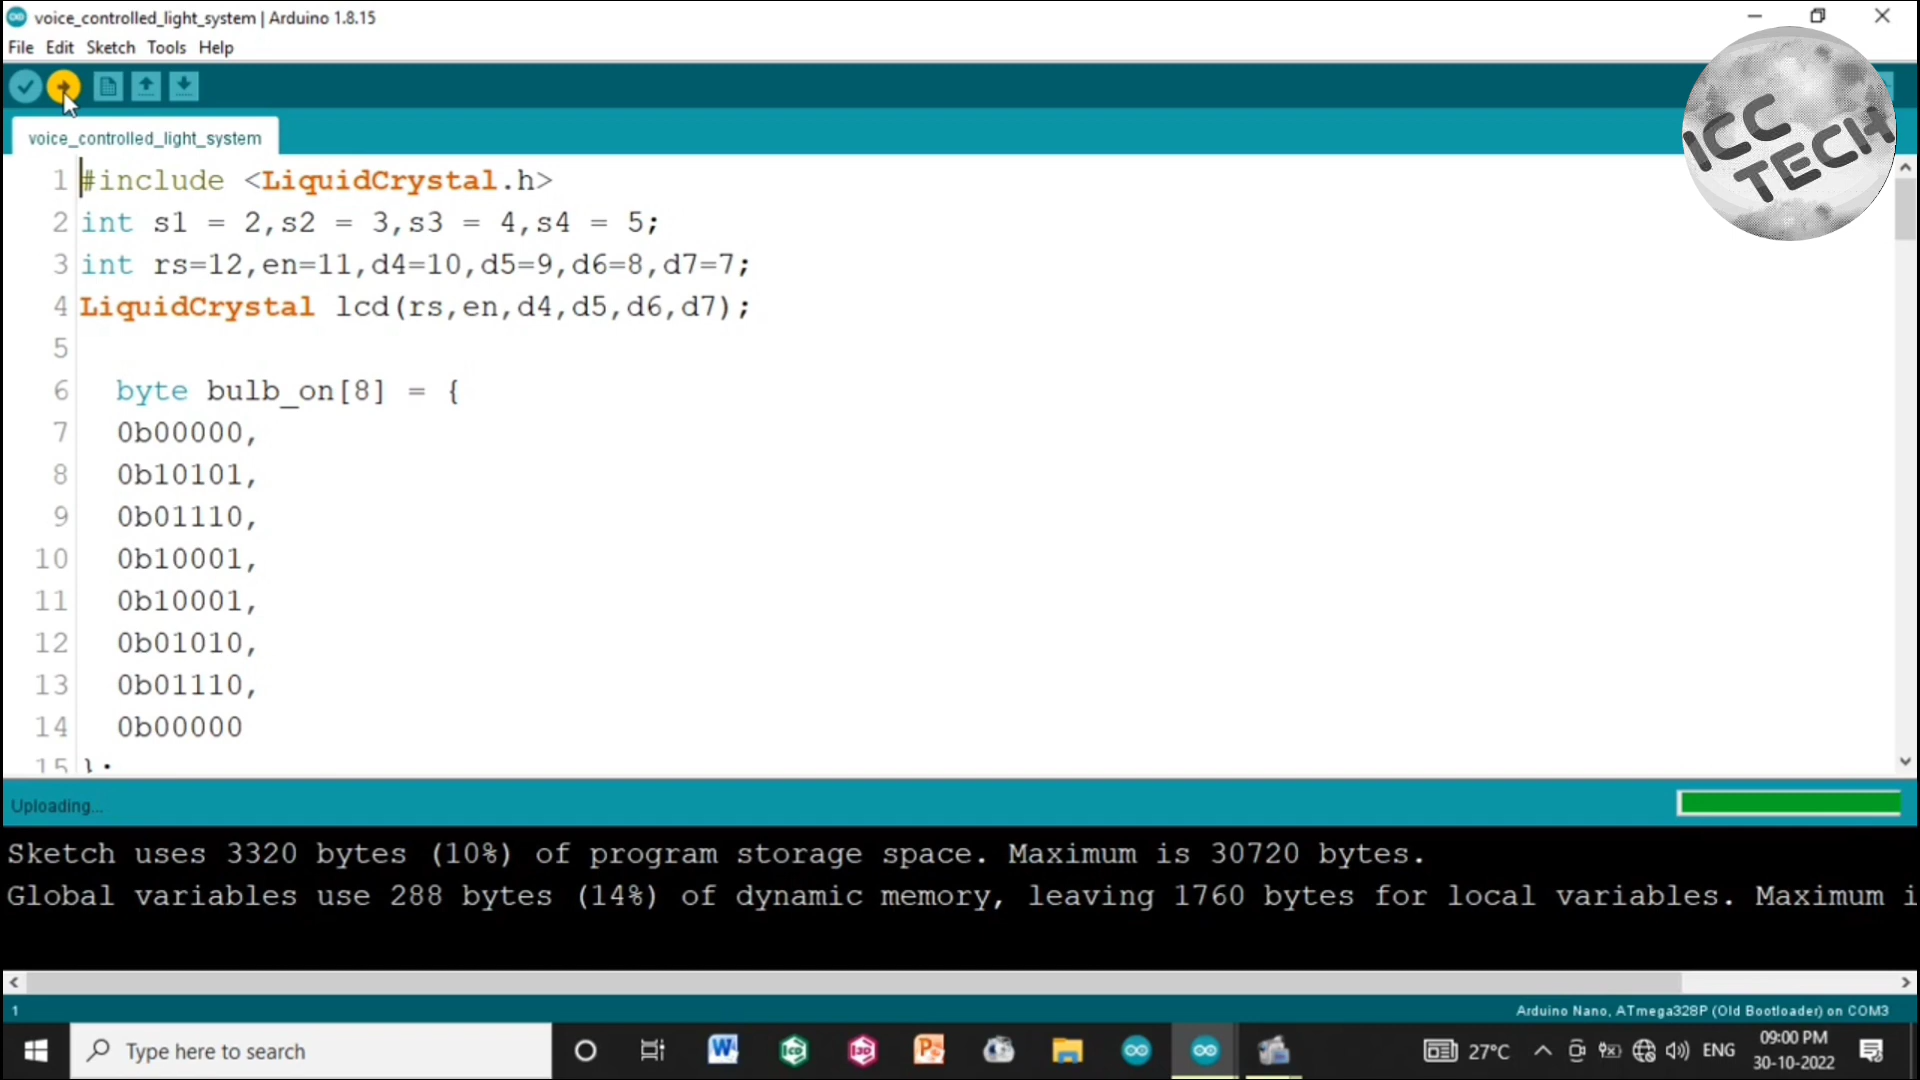 voice_controlled_light_system | Arduino 1.8.15
File Edit Sketch Tools Help
ICC TECH
voice_controlled_light_system
1 #include <LiquidCrystal.h>
2 int s1 = 2,s2 = 3,s3 = 4,s4 = 5;
3 int rs=12,en=11,d4=10,d5=9,d6=8,d7=7;
4 LiquidCrystal lcd(rs,en,d4,d5,d6,d7);
5
6 byte bulb_on[8] = {
7 0b00000,
8 0b10101,
9 0b01110,
10 0b10001,
11 0b10001,
12 0b01010,
13 0b01110,
14 0b00000
15 };
Uploading...
Sketch uses 3320 bytes (10%) of program storage space. Maximum is 30720 bytes.
Global variables use 288 bytes (14%) of dynamic memory, leaving 1760 bytes for local variables. Maximum i
1 Arduino Nano, ATmega328P (Old Bootloader) on COM3
Type here to search 27°C ENG 09:00 PM
30-10-2022